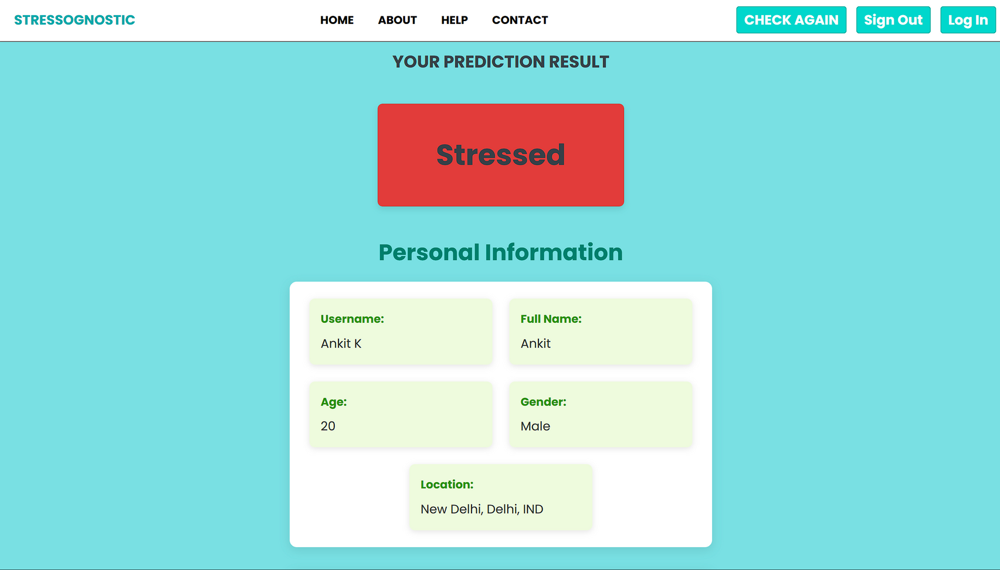 STRESSOGNOSTIC
HOME ABOUT HELP CONTACT
CHECK AGAIN Sign Out Log In
YOUR PREDICTION RESULT
Stressed
Personal Information
Username:
Ankit K
Full Name:
Ankit
Age:
20
Gender:
Male
Location:
New Delhi, Delhi, IND